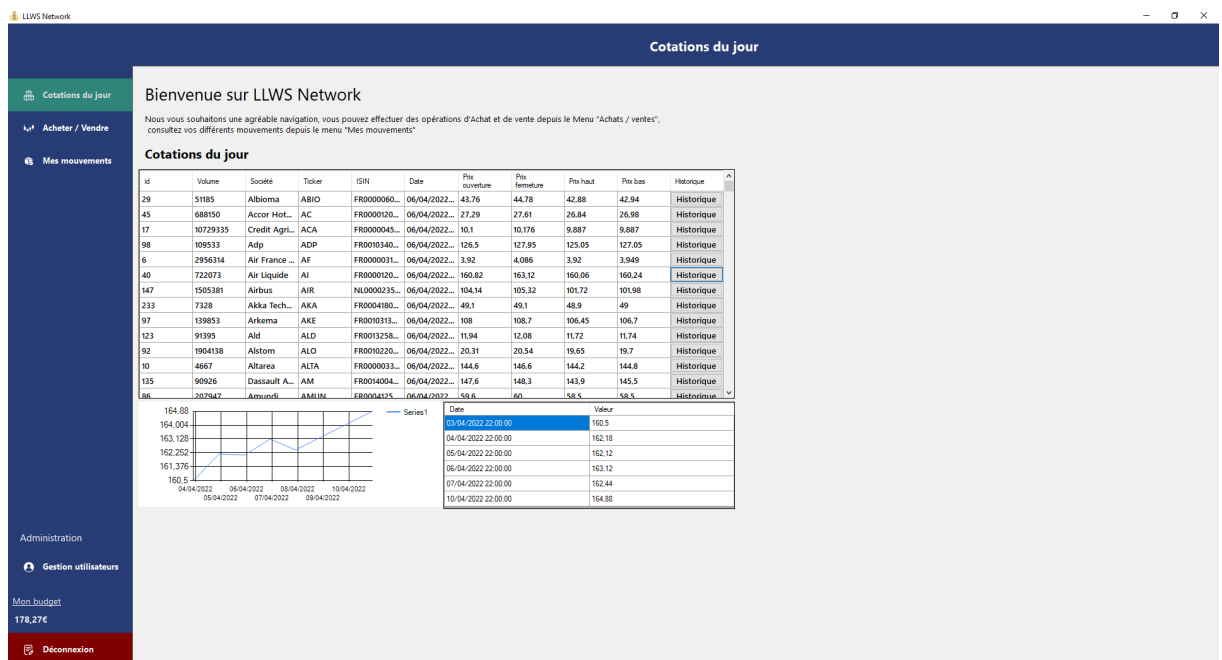 LLWS Network
Cotations du jour
Cotations du jour
Acheter / Vendre
Mes mouvements
Bienvenue sur LLWS Network
Nous vous souhaitons une agréable navigation, vous pouvez effectuer des opérations d'Achat et de vente depuis le Menu "Achats / ventes",
consultez vos différents mouvements depuis le menu "Mes mouvements"
Cotations du jour
id Volume Société Ticker ISIN Date Prix ouverture Prix fermeture Prix haut Prix bas Historique
29 51185 Albioma ABIO FR0000060... 06/04/2022... 43,76 44,78 42,88 42,94 Historique
45 688150 Accor Hot... AC FR0000120... 06/04/2022... 27,29 27,61 26,84 26,98 Historique
17 10729335 Credit Agri... ACA FR0000045... 06/04/2022... 10,1 10,176 9,887 9,887 Historique
98 109533 Adp ADP FR0010340... 06/04/2022... 126,5 127,95 125,05 127,05 Historique
6 2956314 Air France ... AF FR0000031... 06/04/2022... 3,92 4,086 3,92 3,949 Historique
40 722073 Air Liquide AI FR0000120... 06/04/2022... 160,82 163,12 160,06 160,24 Historique
147 1505381 Airbus AIR NL0000235... 06/04/2022... 104,14 105,32 101,72 101,98 Historique
233 7328 Akka Tech... AKA FR0004180... 06/04/2022... 49,1 49,1 48,9 49 Historique
97 139853 Arkema AKE FR0010313... 06/04/2022... 108 108,7 106,45 106,7 Historique
123 91395 Ald ALD FR0013258... 06/04/2022... 11,94 12,08 11,72 11,74 Historique
92 1904138 Alstom ALO FR0010220... 06/04/2022... 20,31 20,54 19,65 19,7 Historique
10 4667 Altarea ALTA FR0000033... 06/04/2022... 144,6 146,6 144,2 144,8 Historique
135 90926 Dassault A... AM FR0014004... 06/04/2022... 147,6 148,3 143,9 145,5 Historique
86 207947 Amundi AMUN FR0004125... 06/04/2022... 59,6 60 58,5 58,5 Historique
164,88
164,004
163,128
162,252
161,376
160,5
04/04/2022 06/04/2022 08/04/2022 10/04/2022
05/04/2022 07/04/2022 09/04/2022
Series1
Date Valeur
03/04/2022 22:00:00 160,5
04/04/2022 22:00:00 162,18
05/04/2022 22:00:00 162,12
06/04/2022 22:00:00 163,12
07/04/2022 22:00:00 162,44
10/04/2022 22:00:00 164,88
Administration
Gestion utilisateurs
Mon budget
178,27€
Déconnexion